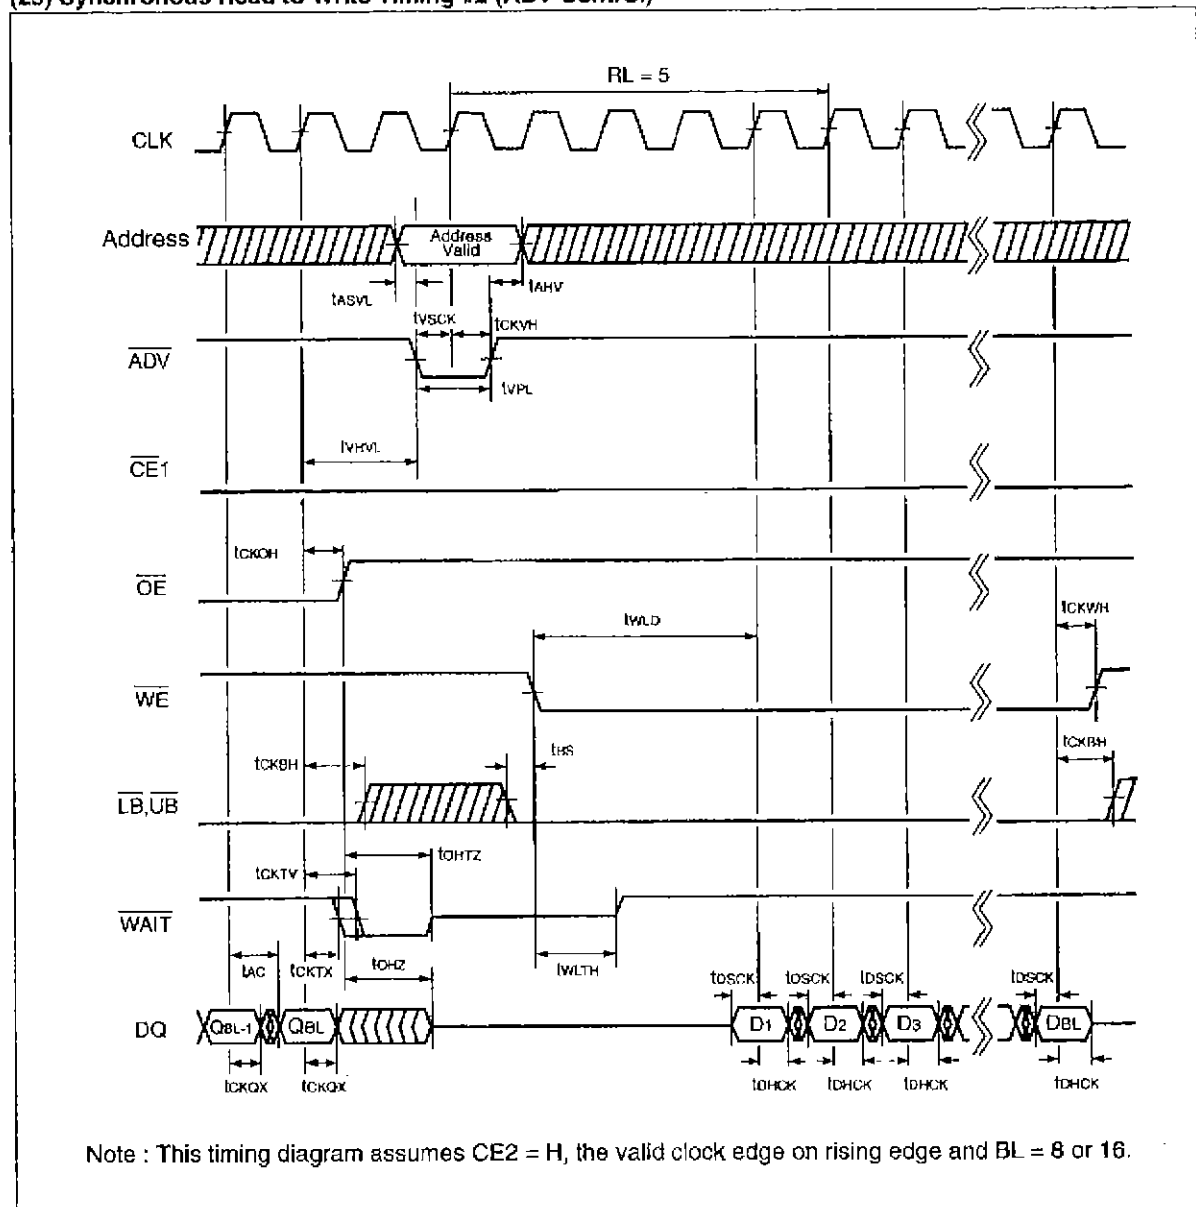 (23) Synchronous Read to Write Timing #2 (ADV Control)
RL = 5
CLK
Address
Address Valid
tASVL
tAHV
tVSCK
tCKVH
ADV
tVPL
tVHVL
CE1
tCKOH
OE
tWLD
tCKWH
WE
tCKBH
tBS
tCKBH
LB,UB
tOHTZ
tCKTV
WAIT
tAC
tCKTX
tOHZ
tWLTH
tDSCK
tDSCK
tDSCK
tDSCK
DQ
QBL-1
QBL
D1
D2
D3
DBL
tCKQX
tCKQX
tDHCK
tDHCK
tDHCK
tDHCK
Note : This timing diagram assumes CE2 = H, the valid clock edge on rising edge and BL = 8 or 16.